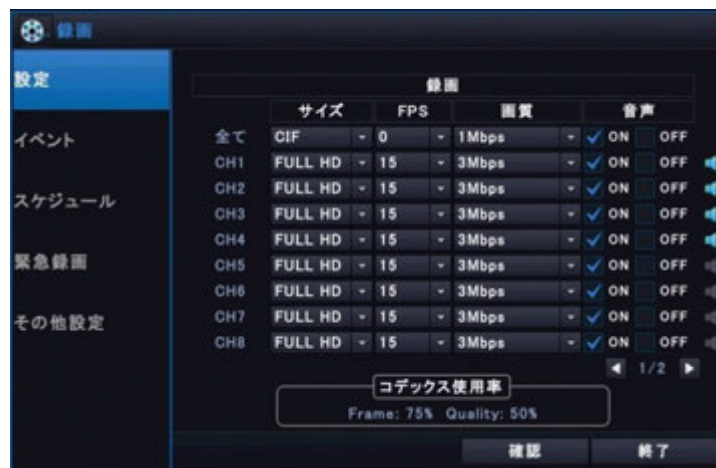 録画
設定
イベント
スケジュール
緊急録画
その他設定
録画
サイズ FPS 画質 音声
全て CIF 0 1Mbps ON OFF
CH1 FULL HD 15 3Mbps ON OFF
CH2 FULL HD 15 3Mbps ON OFF
CH3 FULL HD 15 3Mbps ON OFF
CH4 FULL HD 15 3Mbps ON OFF
CH5 FULL HD 15 3Mbps ON OFF
CH6 FULL HD 15 3Mbps ON OFF
CH7 FULL HD 15 3Mbps ON OFF
CH8 FULL HD 15 3Mbps ON OFF
1/2
コデックス使用率
Frame: 75% Quality: 50%
確認 終了